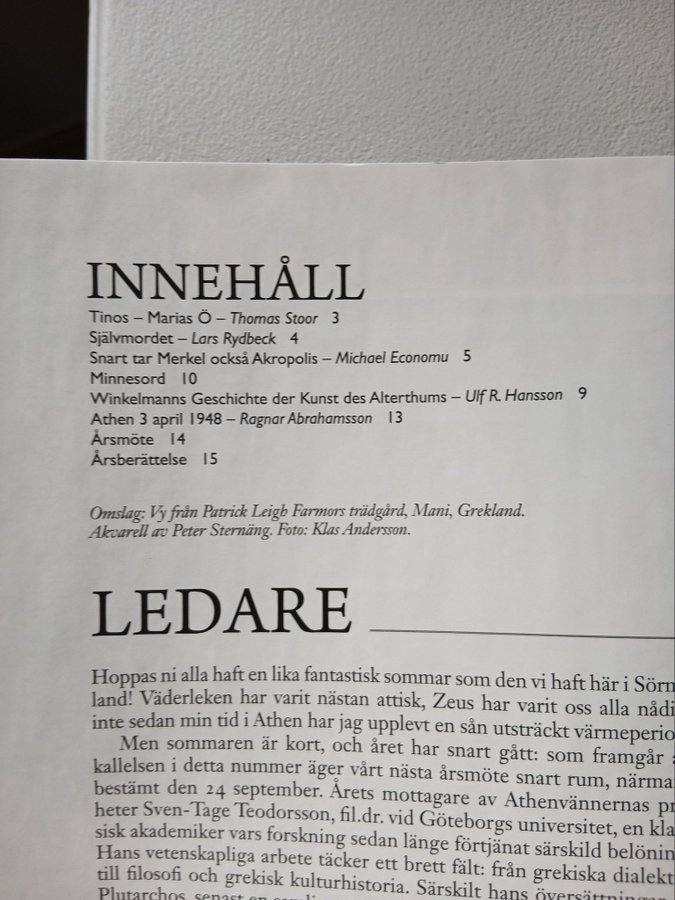 INNEHÅLL
Tinos – Marias Ö – Thomas Stoor 3
Självmordet – Lars Rydbeck 4
Snart tar Merkel också Akropolis – Michael Economu 5
Minnesord 10
Winkelmanns Geschichte der Kunst des Alterthums – Ulf R. Hansson 9
Athen 3 april 1948 – Ragnar Abrahamsson 13
Årsmöte 14
Årsberättelse 15
Omslag: Vy från Patrick Leigh Farmors trädgård, Mani, Grekland.
Akvarell av Peter Sternäng. Foto: Klas Andersson.
LEDARE
Hoppas ni alla haft en lika fantastisk sommar som den vi haft här i Sörm
land! Väderleken har varit nästan attisk, Zeus har varit oss alla nådi
inte sedan min tid i Athen har jag upplevt en sån utsträckt värmeperio
Men sommaren är kort, och året har snart gått: som framgår a
kallelsen i detta nummer äger vårt nästa årsmöte snart rum, närma
bestämt den 24 september. Årets mottagare av Athenvännernas pr
heter Sven-Tage Teodorsson, fil.dr. vid Göteborgs universitet, en kla
sisk akademiker vars forskning sedan länge förtjänat särskild belönin
Hans vetenskapliga arbete täcker ett brett fält: från grekiska dialekt
till filosofi och grekisk kulturhistoria. Särskilt hans översättningar
Plutarchos, senast en